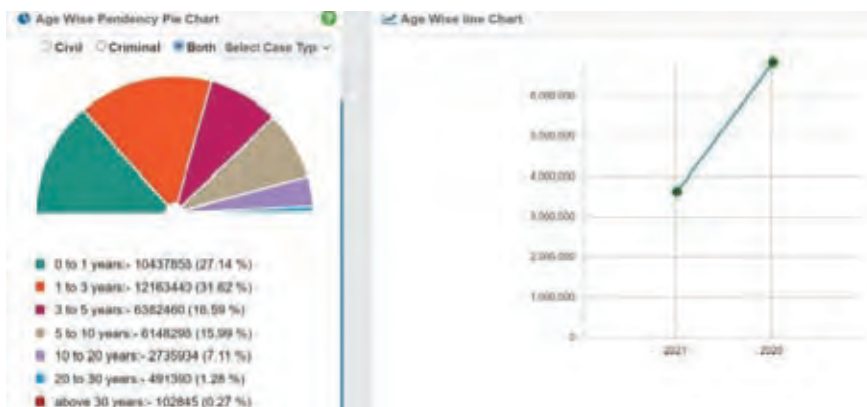 Age Wise Pendency Pie Chart
?
Civil Criminal Both Select Case Typ
0 to 1 years:- 10437855 (27.14 %)
1 to 3 years:- 12163440 (31.62 %)
3 to 5 years:- 6382460 (16.59 %)
5 to 10 years:- 6148298 (15.99 %)
10 to 20 years:- 2735934 (7.11 %)
20 to 30 years:- 491390 (1.28 %)
above 30 years:- 102845 (0.27 %)
Age Wise line Chart
6,000,000
5,000,000
4,000,000
3,000,000
2,000,000
1,000,000
0
2021
2020